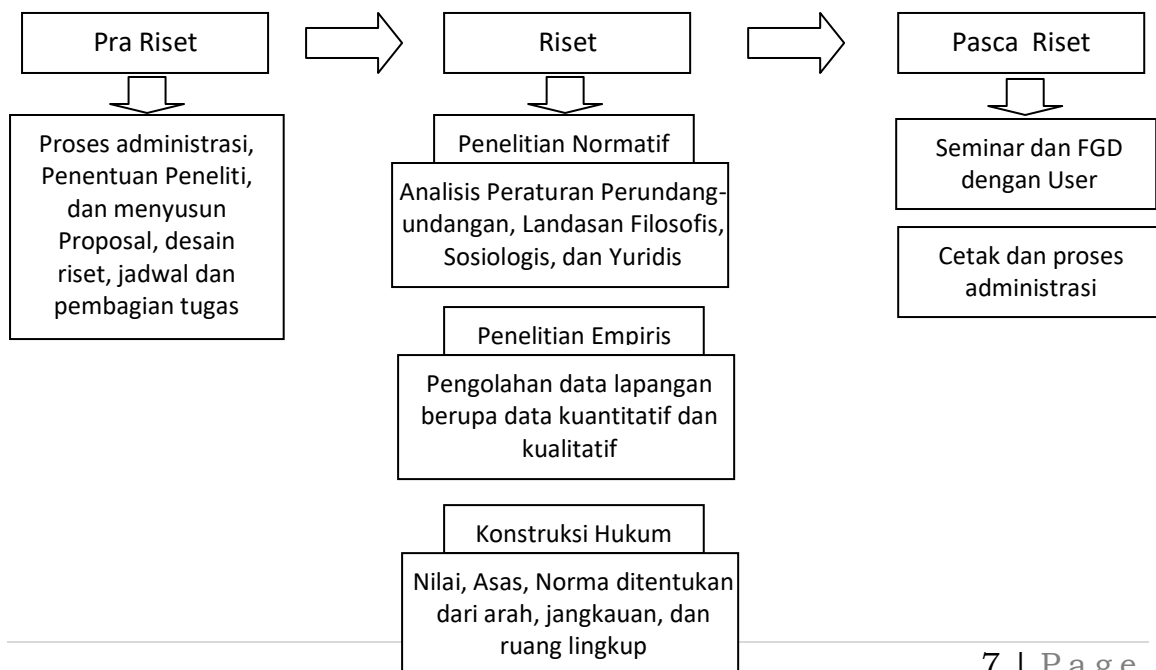 Pra Riset
Riset
Pasca Riset
Proses administrasi,
Penentuan Peneliti,
dan menyusun
Proposal, desain
riset, jadwal dan
pembagian tugas
Penelitian Normatif
Analisis Peraturan Perundang-
undangan, Landasan Filosofis,
Sosiologis, dan Yuridis
Penelitian Empiris
Pengolahan data lapangan
berupa data kuantitatif dan
kualitatif
Konstruksi Hukum
Nilai, Asas, Norma ditentukan
dari arah, jangkauan, dan
ruang lingkup
Seminar dan FGD
dengan User
Cetak dan proses
administrasi
7 | Page